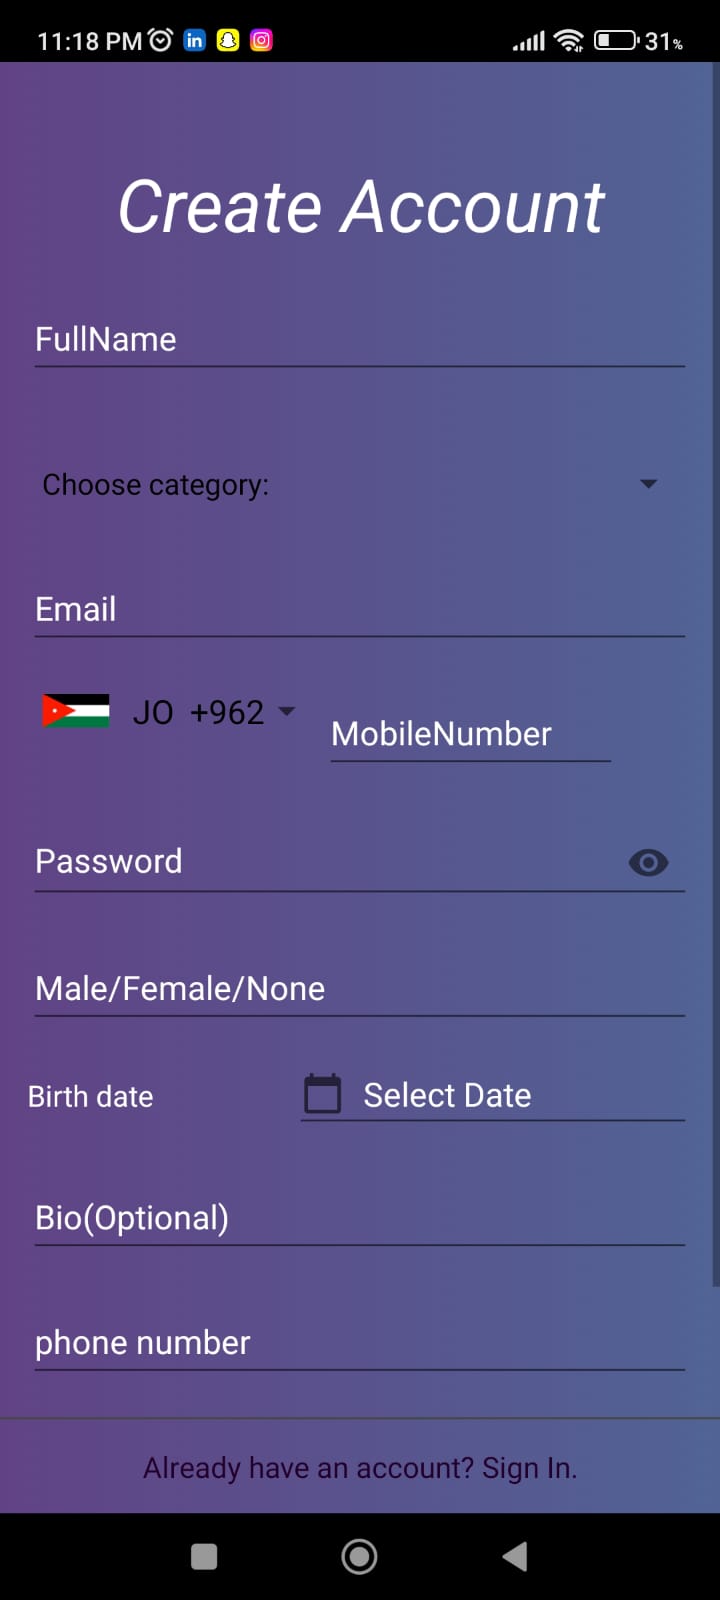 11:18 PM in 31%
Create Account
FullName
Choose category:
Email
JO +962
MobileNumber
Password
Male/Female/None
Birth date Select Date
Bio(Optional)
phone number
Already have an account? Sign In.